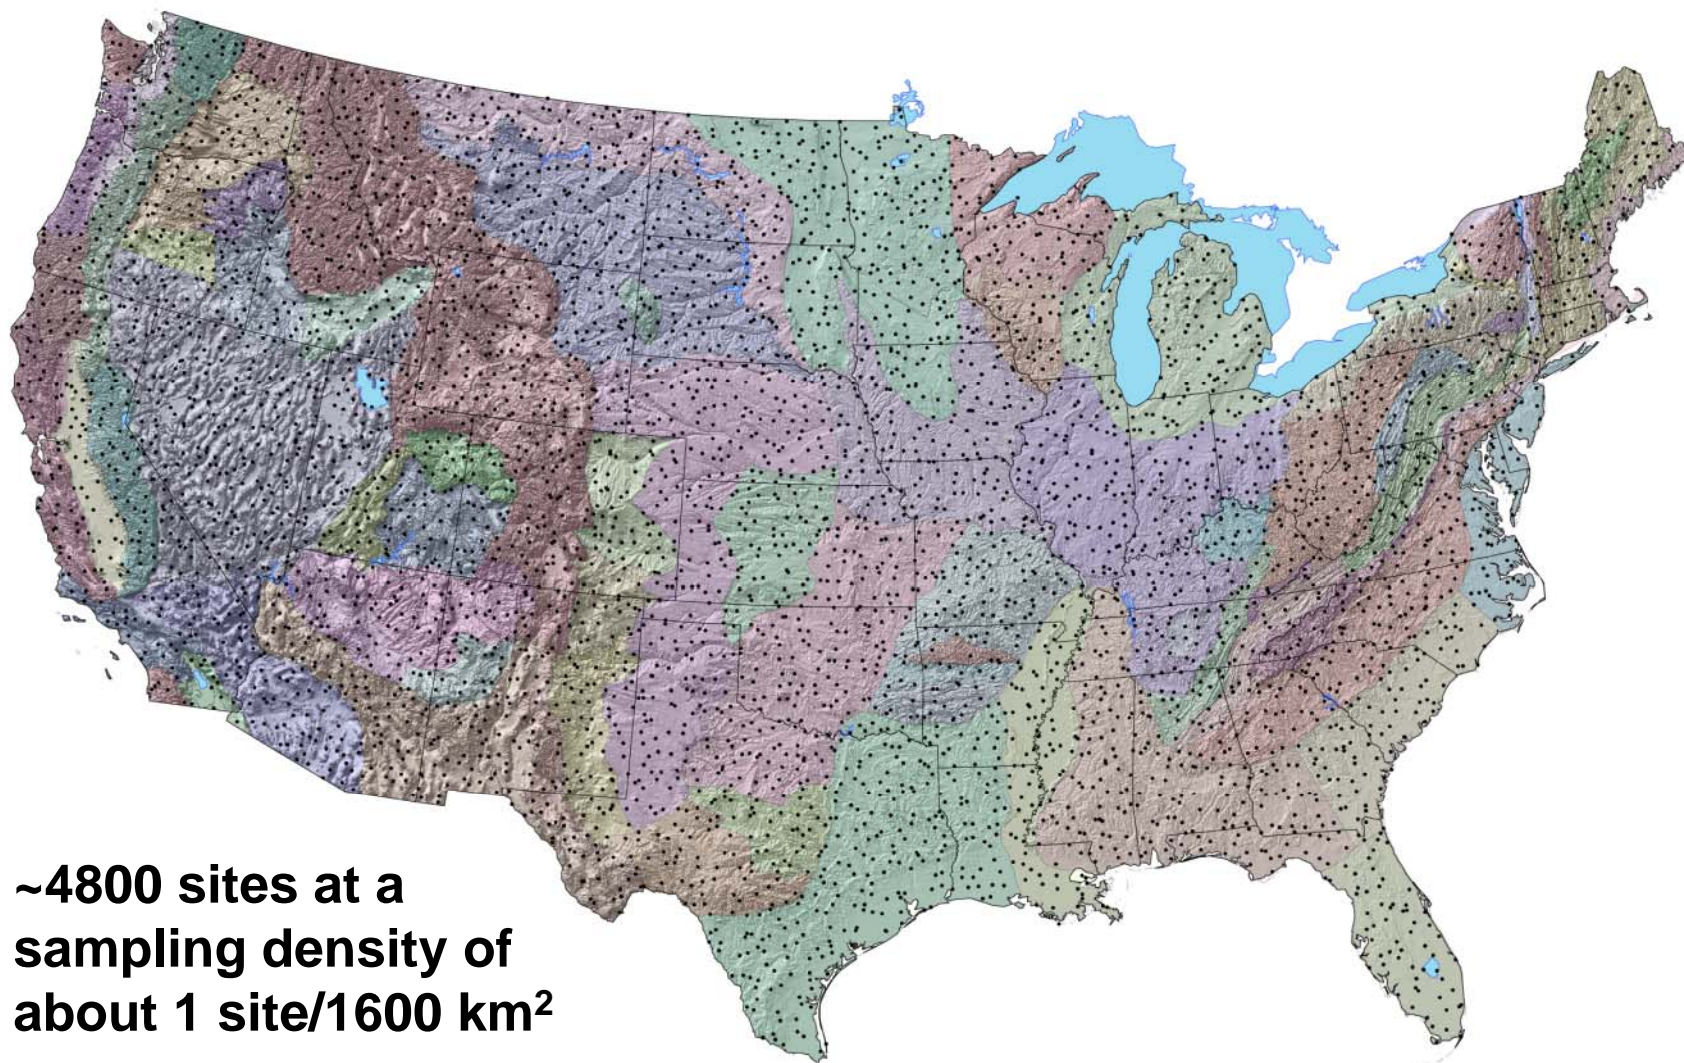 ~4800 sites at a
sampling density of
about 1 site/1600 km²